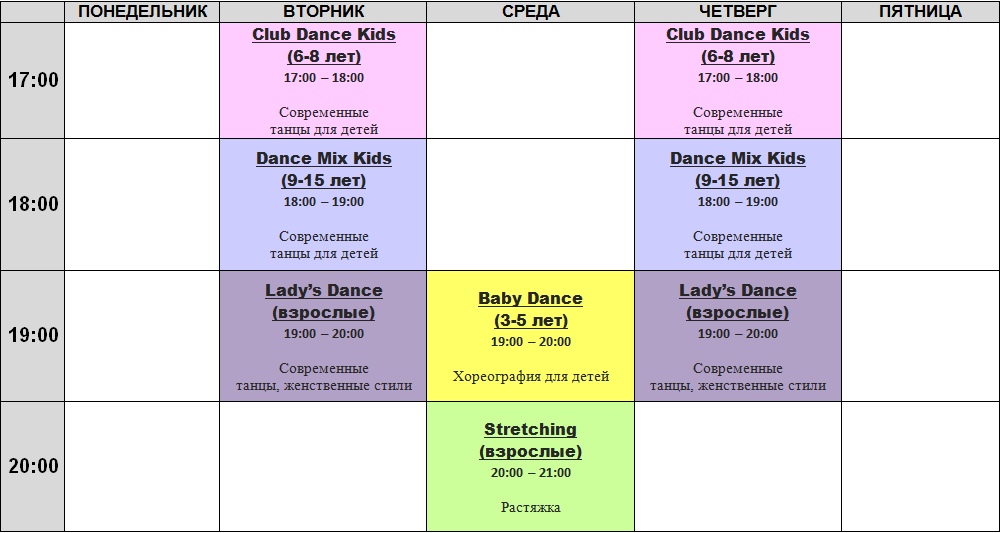 ПОНЕДЕЛЬНИК ВТОРНИК СРЕДА ЧЕТВЕРГ ПЯТНИЦА
17:00
Club Dance Kids
(6-8 лет)
17:00 – 18:00
Современные
танцы для детей
Club Dance Kids
(6-8 лет)
17:00 – 18:00
Современные
танцы для детей
18:00
Dance Mix Kids
(9-15 лет)
18:00 – 19:00
Современные
танцы для детей
Dance Mix Kids
(9-15 лет)
18:00 – 19:00
Современные
танцы для детей
19:00
Lady’s Dance
(взрослые)
19:00 – 20:00
Современные
танцы, женственные стили
Baby Dance
(3-5 лет)
19:00 – 20:00
Хореография для детей
Lady’s Dance
(взрослые)
19:00 – 20:00
Современные
танцы, женственные стили
20:00
Stretching
(взрослые)
20:00 – 21:00
Растяжка